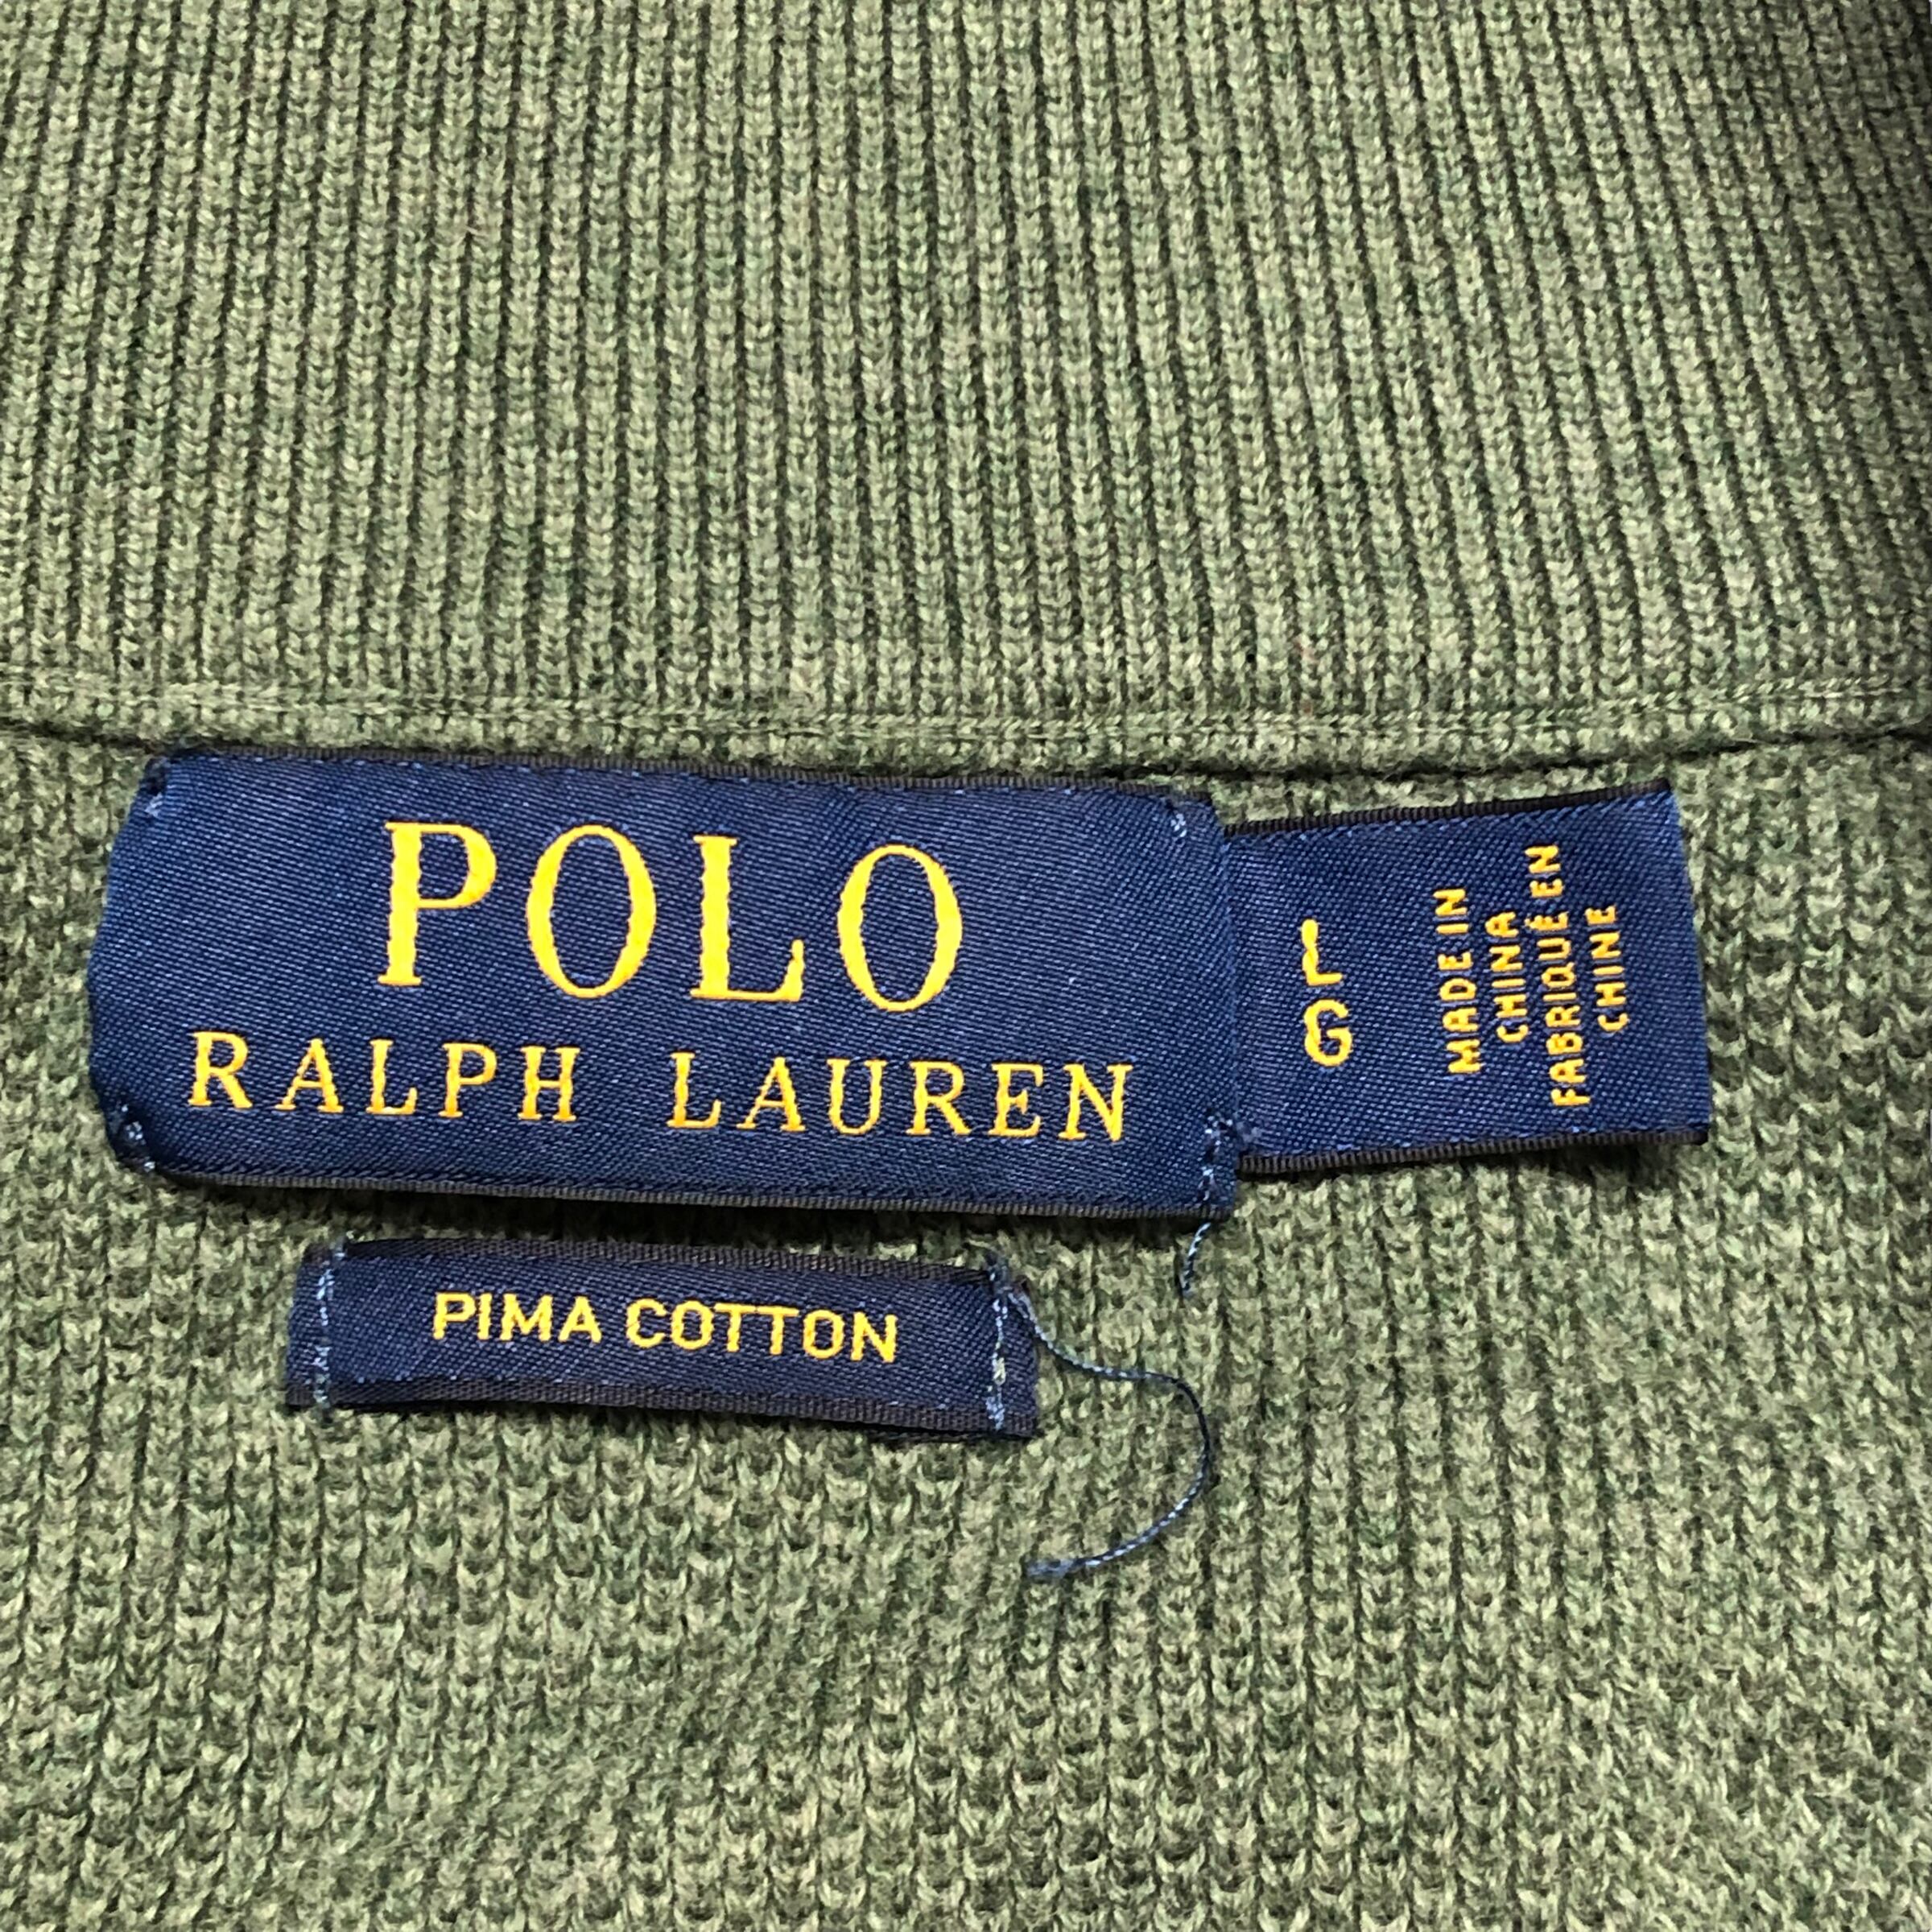 POLO
RALPH LAUREN
L
G
MADE IN
CHINA
FABRIQUÉ EN
CHINE
PIMA COTTON